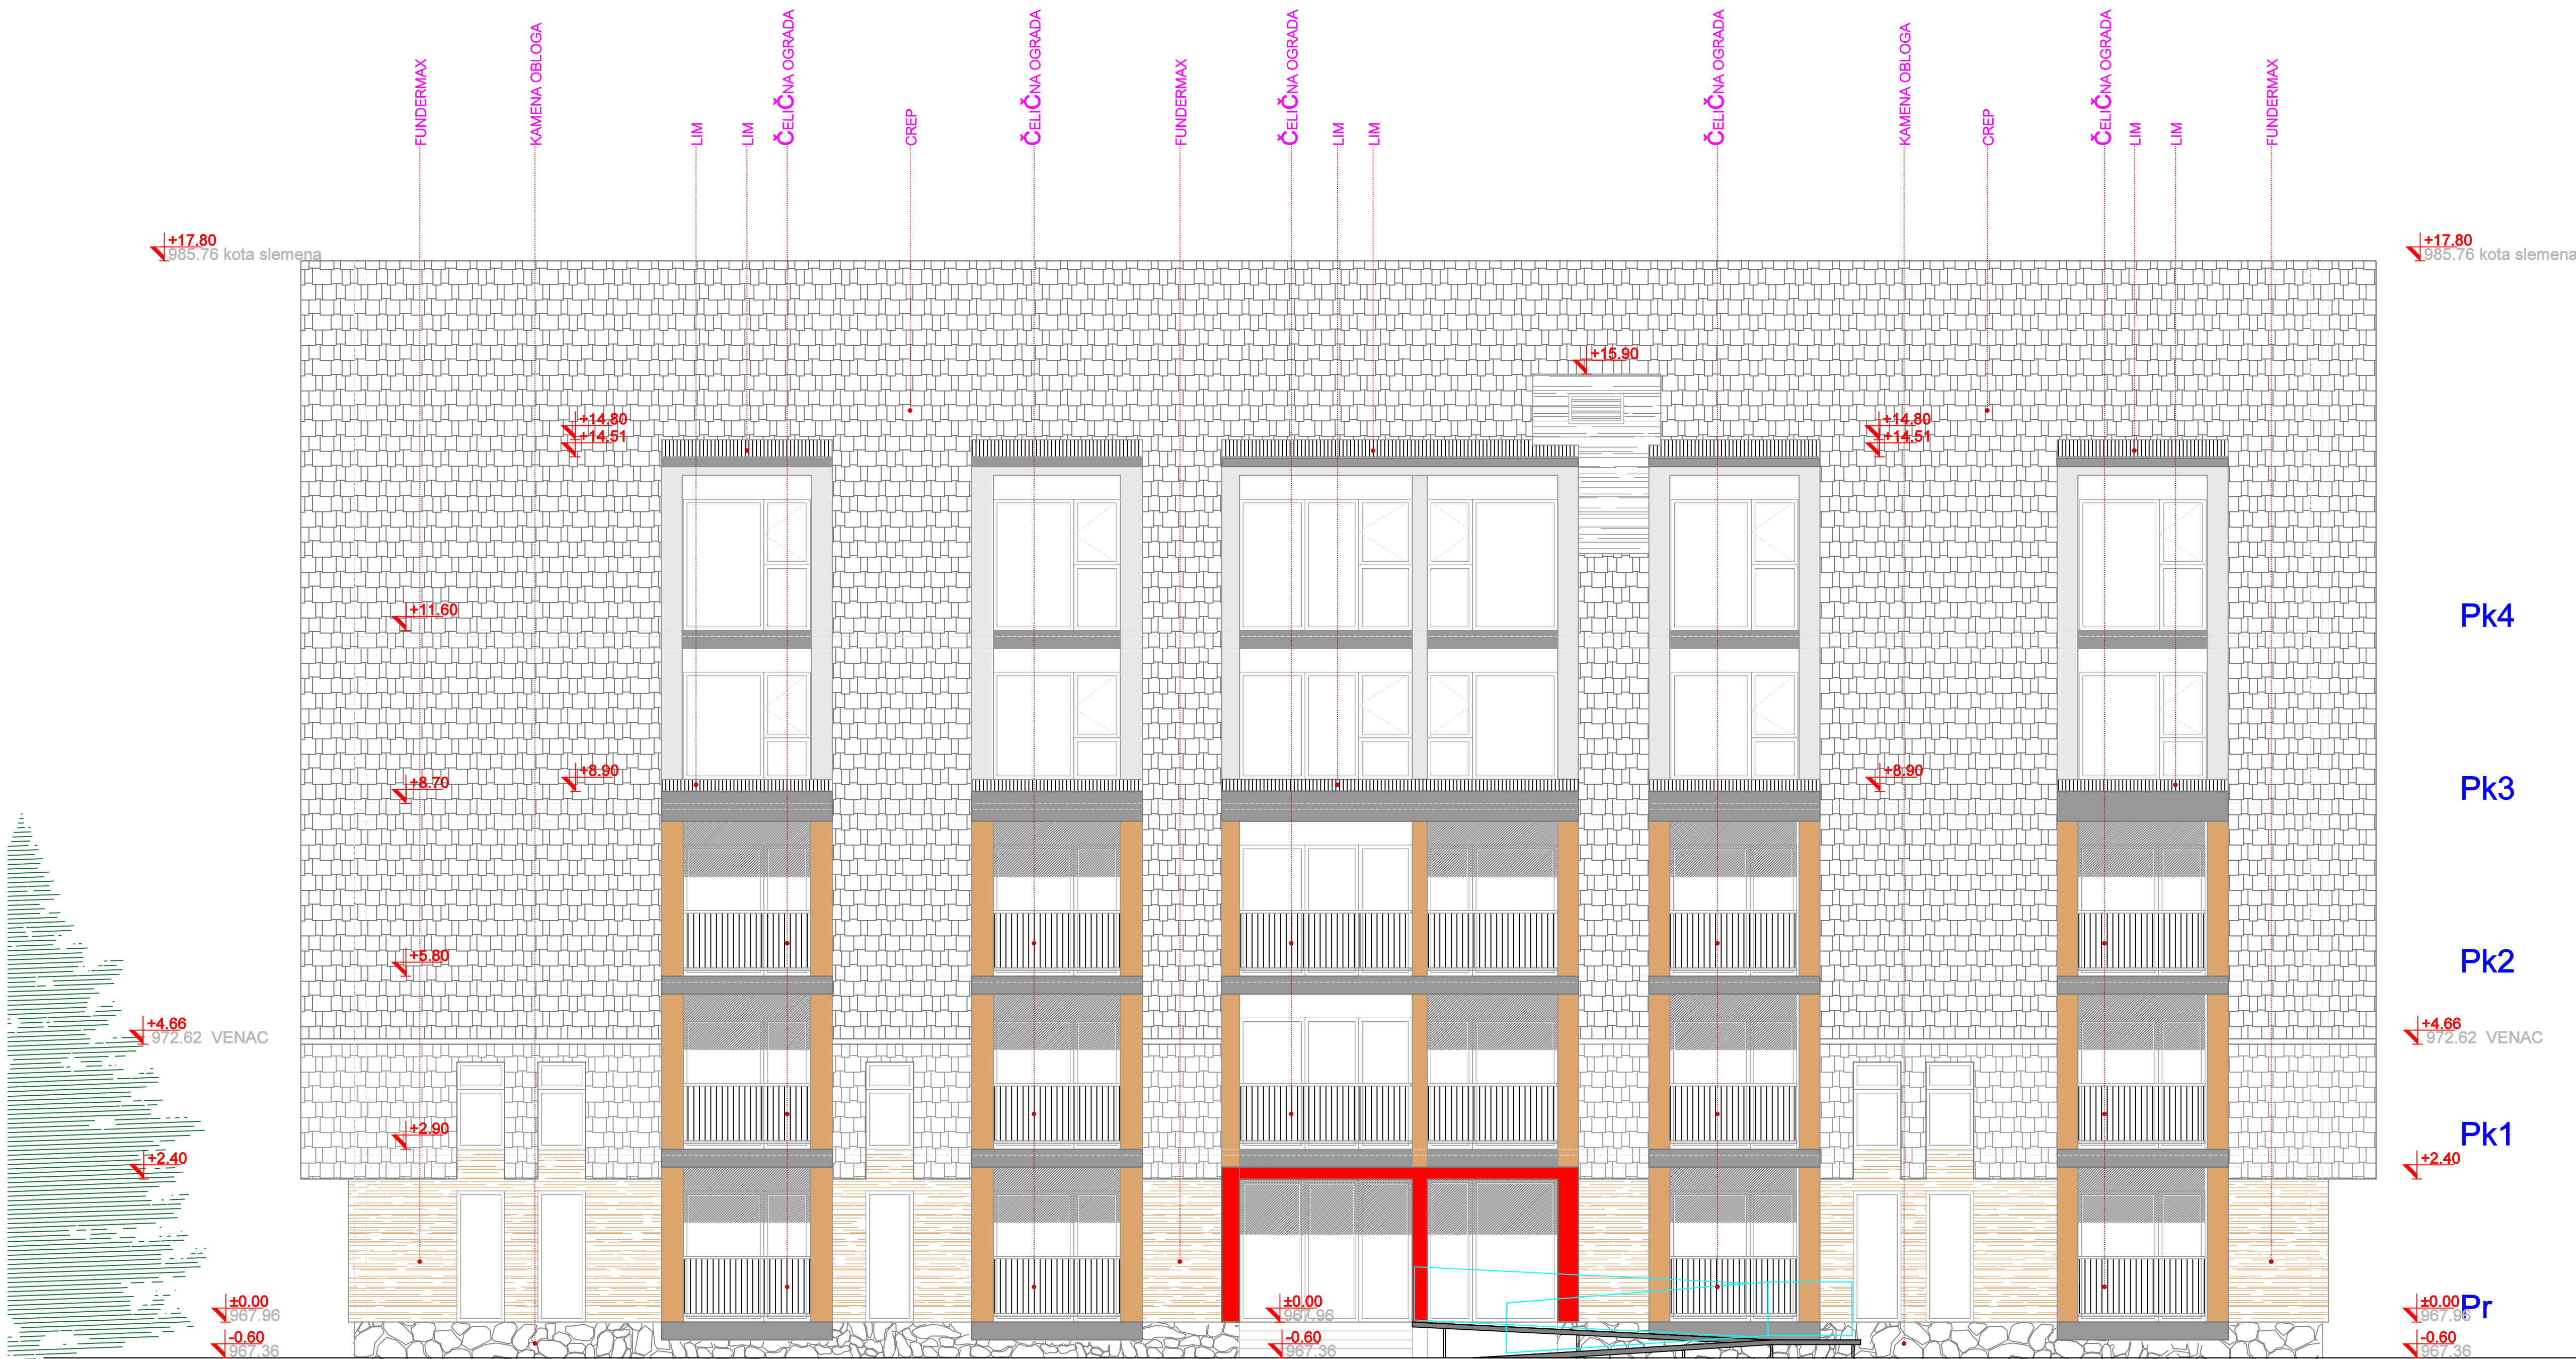 FUNDERMAX
KAMENA OBLOGA
LIM
LIM
ČELIČNA OGRADA
CREP
ČELIČNA OGRADA
FUNDERMAX
ČELIČNA OGRADA
LIM
LIM
ČELIČNA OGRADA
KAMENA OBLOGA
CREP
ČELIČNA OGRADA
LIM
LIM
FUNDERMAX
+17.80
985.76 kota slemena
+17.80
985.76 kota slemena
+15.90
+14.80
+14.51
+14.80
+14.51
+11.60
Pk4
+8.90
+8.70
+8.90
Pk3
+5.80
Pk2
+4.66
972.62 VENAC
+4.66
972.62 VENAC
+2.90
Pk1
+2.40
+2.40
±0.00
967.96
±0.00
967.96
±0.00
967.96
Pr
-0.60
967.36
-0.60
967.36
-0.60
967.36